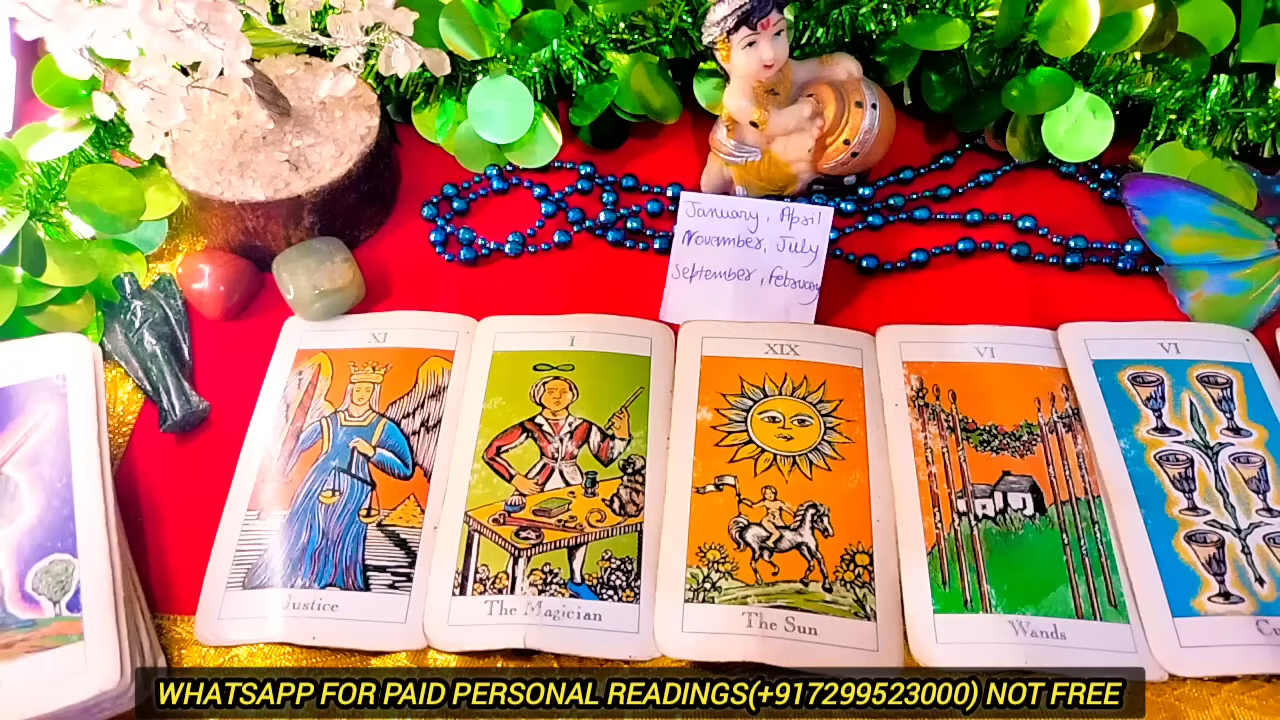 January, April
November, July
September, February
XI
I
XIX
VI
VI
Justice
The Magician
The Sun
Wands
WHATSAPP FOR PAID PERSONAL READINGS(+917299523000) NOT FREE